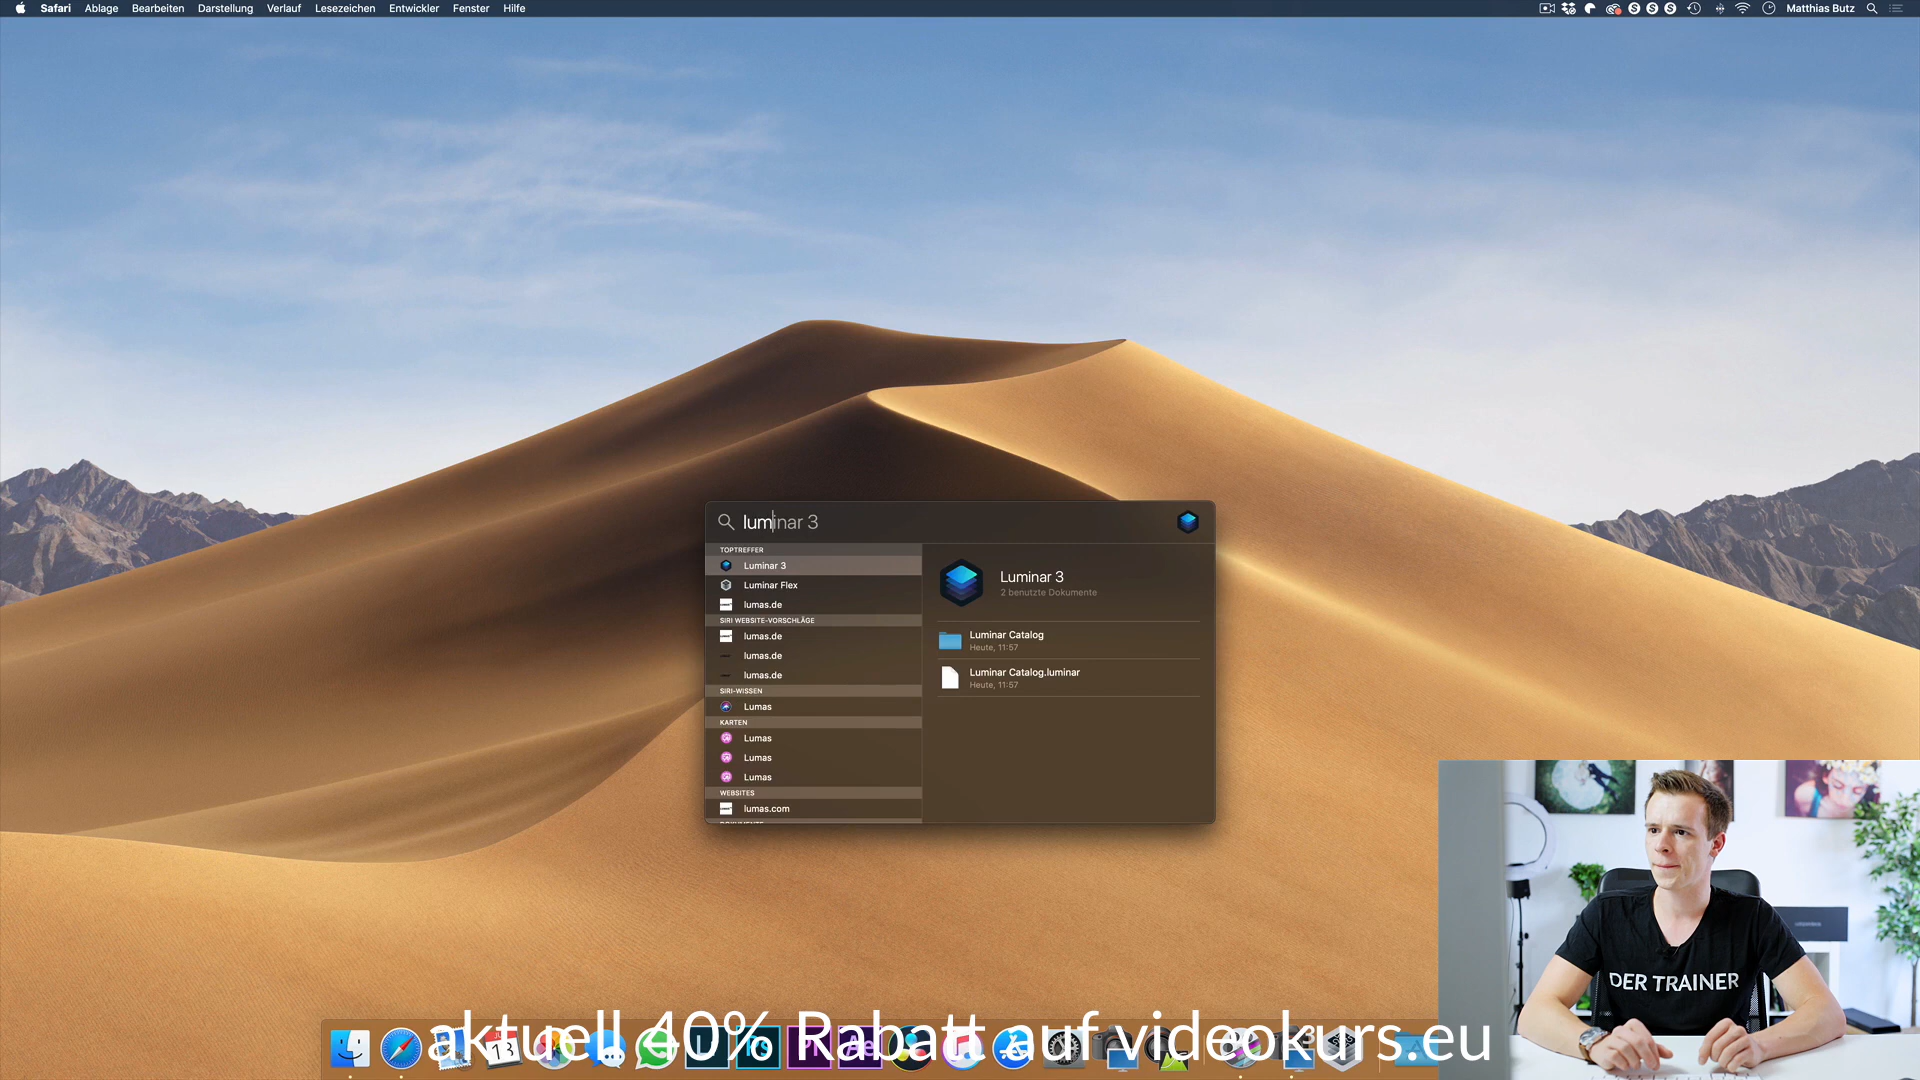 Safari Ablage Bearbeiten Darstellung Verlauf Lesezeichen Entwickler Fenster Hilfe
Matthias Butz
luminar 3
TOPTREFFER
Luminar 3
Luminar Flex
lumas.de
SIRI WEBSITE-VORSCHLÄGE
lumas.de
lumas.de
lumas.de
SIRI-WISSEN
Lumas
KARTEN
Lumas
Lumas
Lumas
WEBSITES
lumas.com
Luminar 3
2 benutzte Dokumente
Luminar Catalog
Heute, 11:57
Luminar Catalog.luminar
Heute, 11:57
DER TRAINER
aktuell 40% Rabatt auf videokurs.eu
13